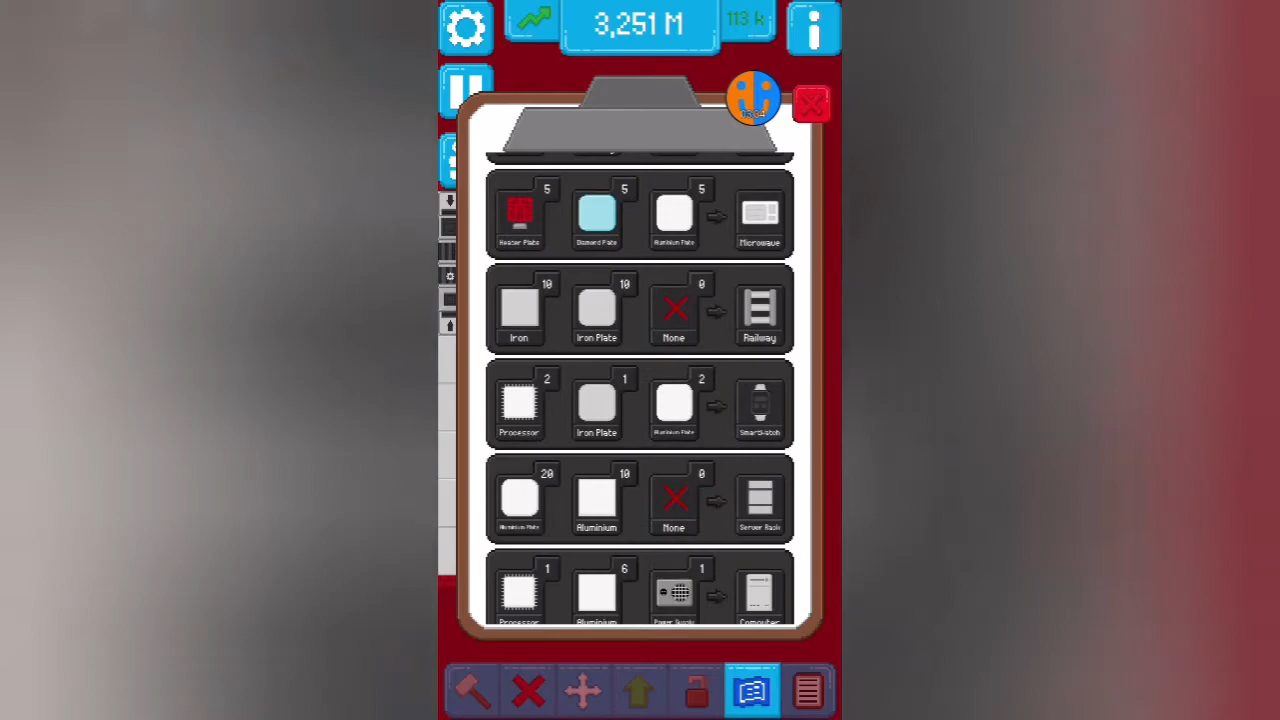 3,251 M
113 k
5 5 5
Heater Plate Diamond Plate Aluminium Plate Microwave
10 10 0
Iron Iron Plate None Railway
2 1 2
Processor Iron Plate Aluminium Plate Smartwatch
20 10 0
Aluminium Plate Aluminium None Server Rack
1 6 1
Processor Aluminium Power Supply Computer